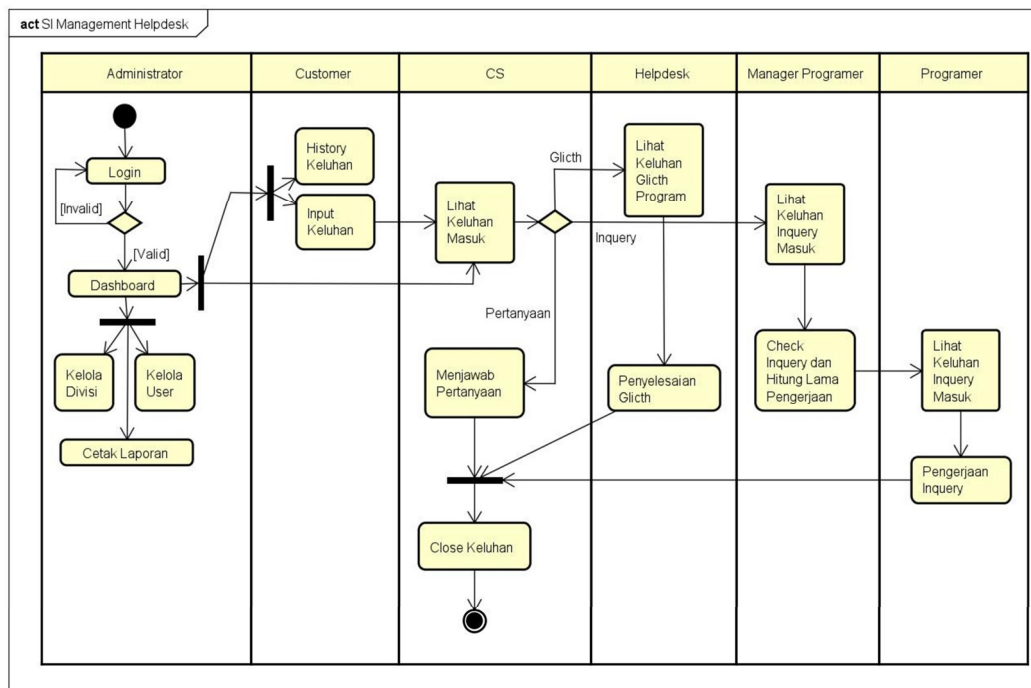 act SI Management Helpdesk
Administrator
Customer
CS
Helpdesk
Manager Programer
Programer
Login
[Invalid]
[Valid]
Dashboard
Kelola
Divisi
Kelola
User
Cetak Laporan
History
Keluhan
Input
Keluhan
Lihat
Keluhan
Masuk
Glicth
Inquery
Pertanyaan
Menjawab
Pertanyaan
Close Keluhan
Lihat
Keluhan
Glicth
Program
Penyelesaian
Glicth
Lihat
Keluhan
Inquery
Masuk
Check
Inquery dan
Hitung Lama
Pengerjaan
Lihat
Keluhan
Inquery
Masuk
Pengerjaan
Inquery